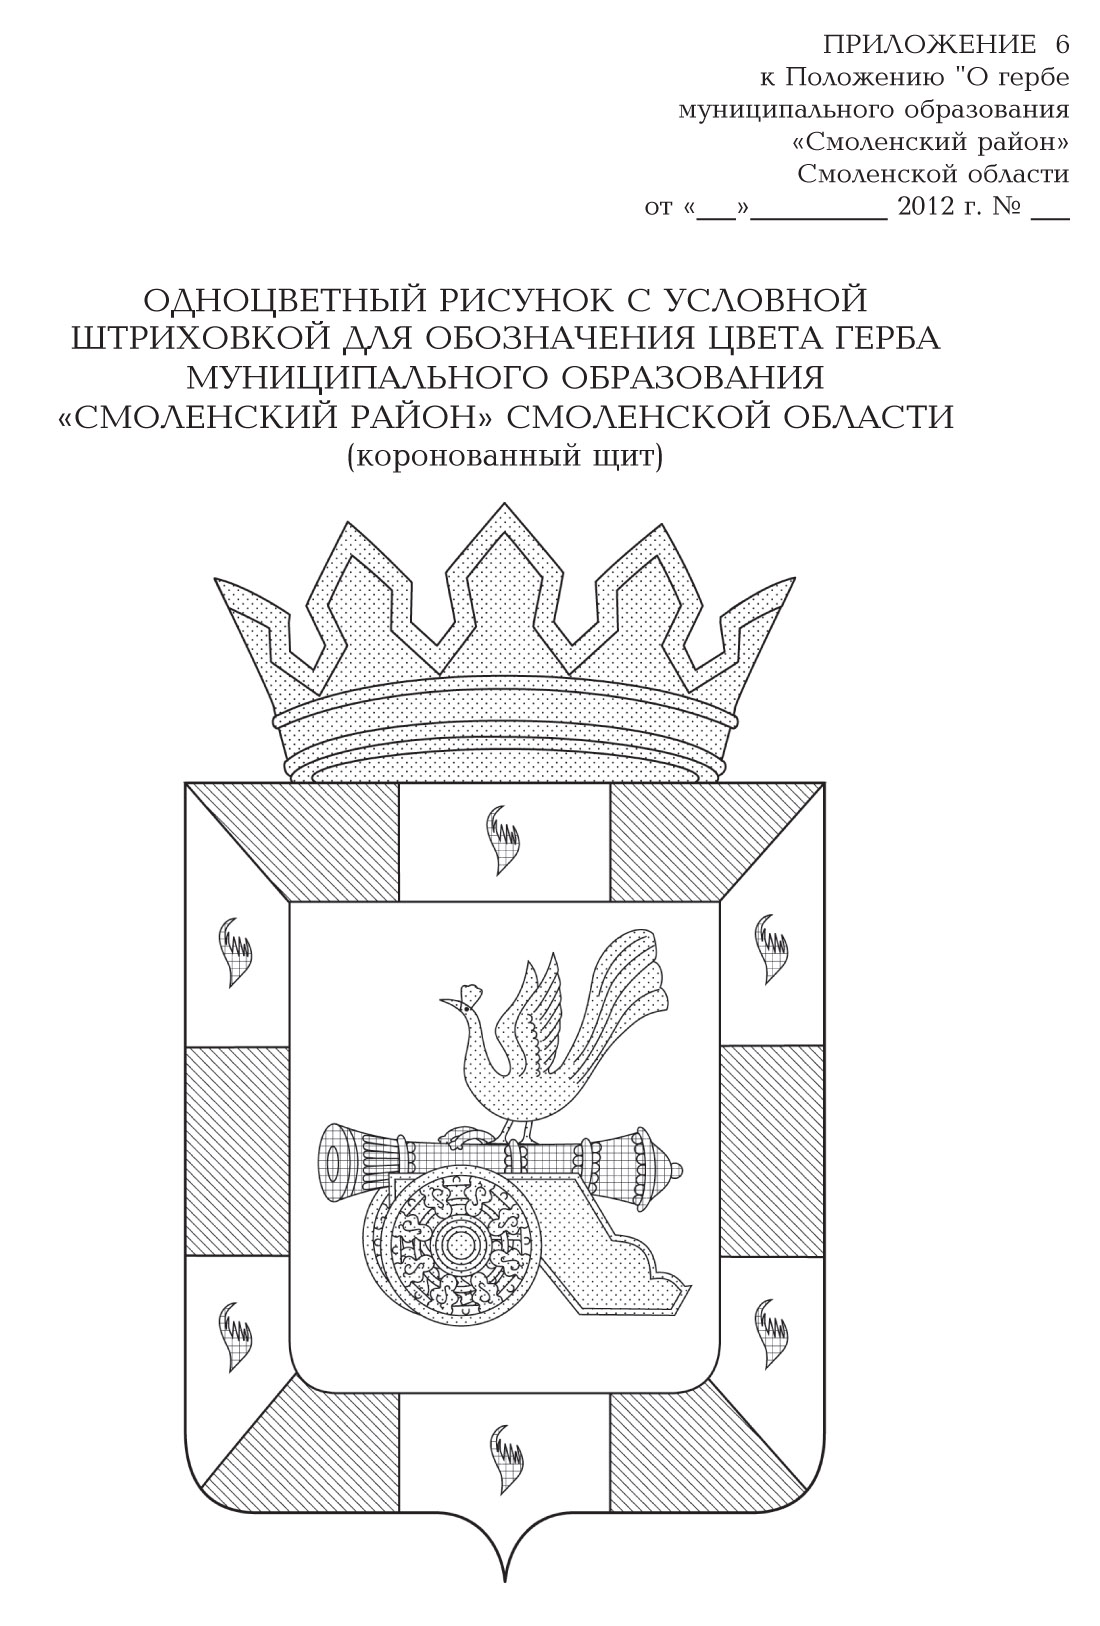 ПРИЛОЖЕНИЕ 6
к Положению "О гербе
муниципального образования
«Смоленский район»
Смоленской области
от «___»__________ 2012 г. № ___
ОДНОЦВЕТНЫЙ РИСУНОК С УСЛОВНОЙ
ШТРИХОВКОЙ ДЛЯ ОБОЗНАЧЕНИЯ ЦВЕТА ГЕРБА
МУНИЦИПАЛЬНОГО ОБРАЗОВАНИЯ
«СМОЛЕНСКИЙ РАЙОН» СМОЛЕНСКОЙ ОБЛАСТИ
(коронованный щит)